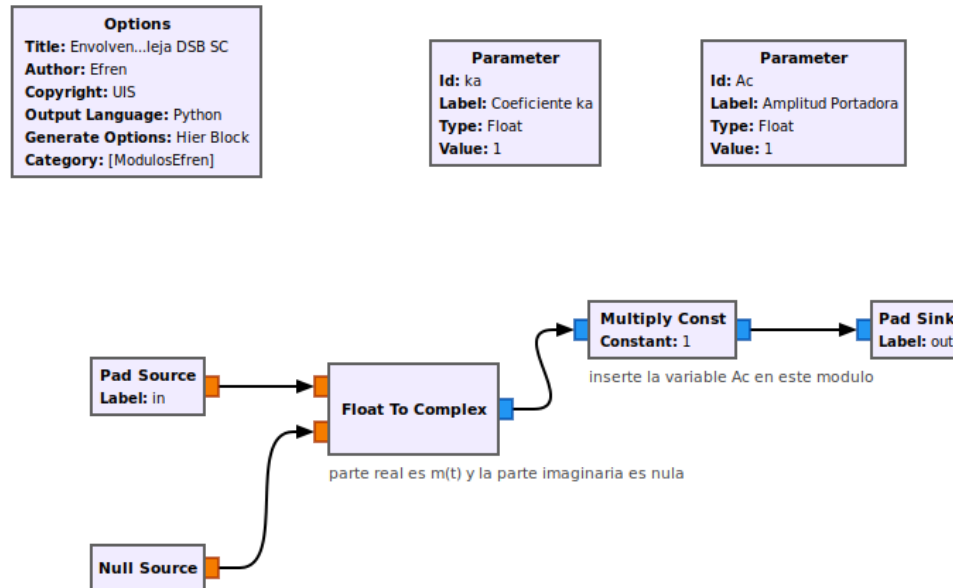 Options
Title: Envolven...leja DSB SC
Author: Efren
Copyright: UIS
Output Language: Python
Generate Options: Hier Block
Category: [ModulosEfren]
Parameter
Id: ka
Label: Coeficiente ka
Type: Float
Value: 1
Parameter
Id: Ac
Label: Amplitud Portadora
Type: Float
Value: 1
Multiply Const
Constant: 1
Pad Sink
Label: out
inserte la variable Ac en este modulo
Pad Source
Label: in
Float To Complex
parte real es m(t) y la parte imaginaria es nula
Null Source